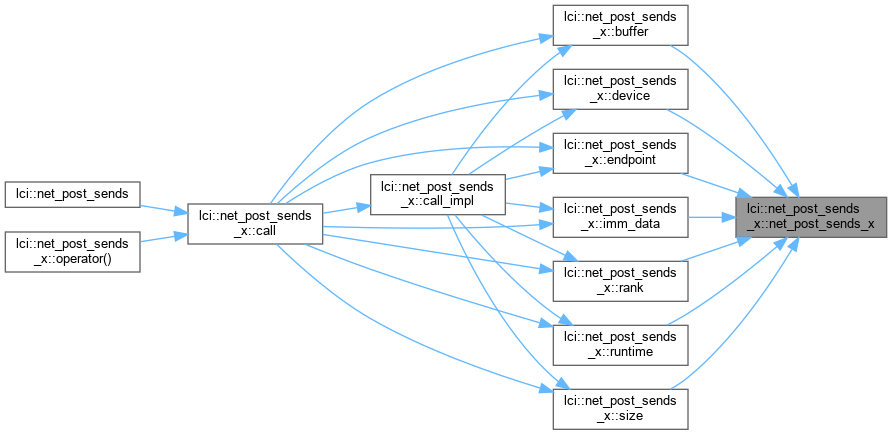 lci::net_post_sends
_x::buffer
lci::net_post_sends
_x::device
lci::net_post_sends
_x::endpoint
lci::net_post_sends
lci::net_post_sends
_x::call_impl
lci::net_post_sends
_x::call
lci::net_post_sends
_x::imm_data
lci::net_post_sends
_x::net_post_sends_x
lci::net_post_sends
_x::operator()
lci::net_post_sends
_x::rank
lci::net_post_sends
_x::runtime
lci::net_post_sends
_x::size